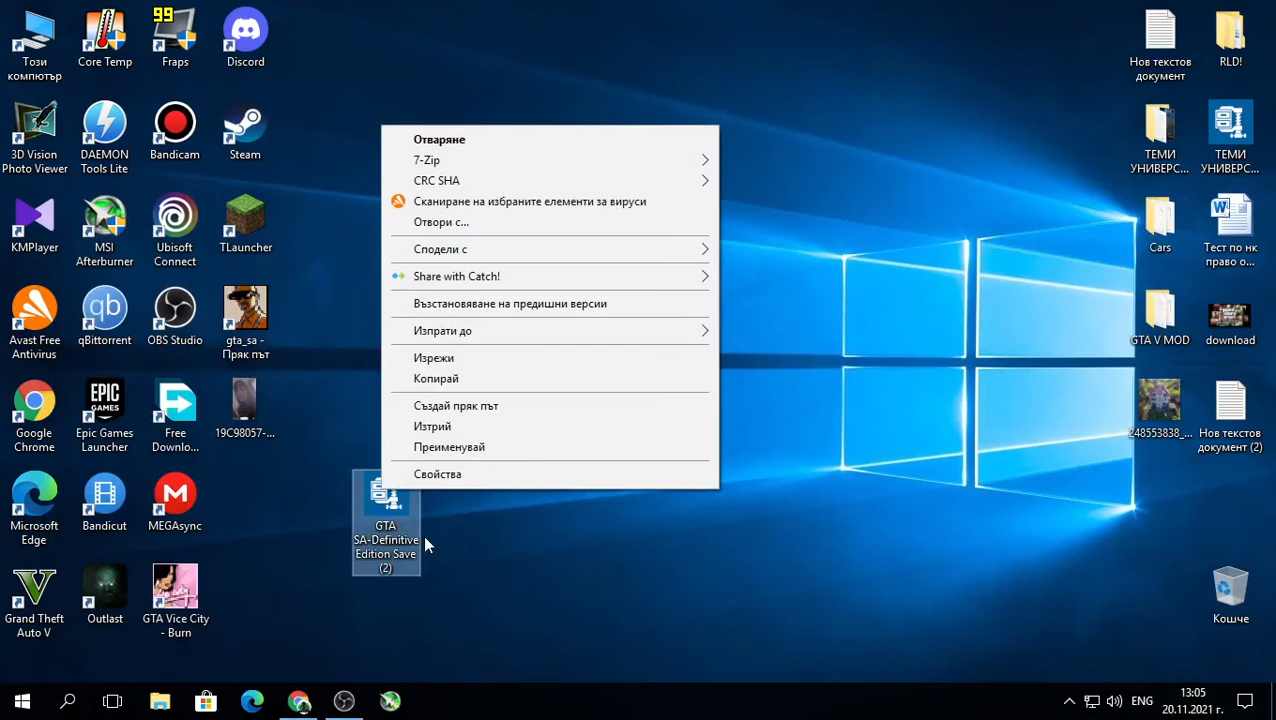 Този
компютър
Core Temp
99
Fraps
Discord
3D Vision
Photo Viewer
DAEMON
Tools Lite
Bandicam
Steam
KMPlayer
MSI
Afterburner
Ubisoft
Connect
TLauncher
Avast Free
Antivirus
qBittorrent
OBS Studio
gta_sa -
Пряк път
Google
Chrome
Epic Games
Launcher
Free
Downlo...
19C98057-...
Microsoft
Edge
Bandicut
MEGAsync
Grand Theft
Auto V
Outlast
GTA Vice City
- Burn
Отваряне
7-Zip
CRC SHA
Сканиране на избраните елементи за вируси
Отвори с...
Сподели с
Share with Catch!
Възстановяване на предишни версии
Изпрати до
Изрежи
Копирай
Създай пряк път
Изтрий
Преименувай
Свойства
GTA
SA-Definitive
Edition Save
(2)
Нов текстов
документ
RLD!
ТЕМИ
УНИВЕРС...
ТЕМИ
УНИВЕРС...
Cars
Тест по нк
право о...
GTA V MOD
download
248553838_...
Нов текстов
документ (2)
Кошче
ENG
13:05
20.11.2021 г.